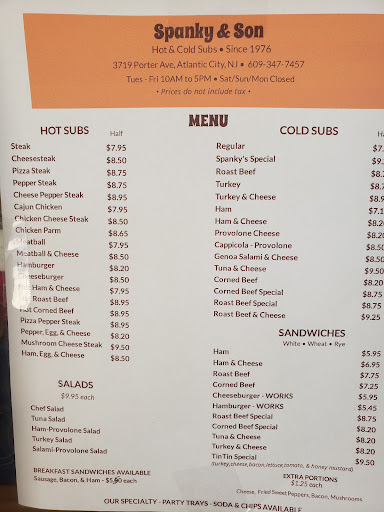 Spanky & Son
Hot & Cold Subs • Since 1976
3719 Porter Ave, Atlantic City, NJ • 609-347-7457
Tues - Fri 10AM to 5PM • Sat/Sun/Mon Closed
• Prices do not include tax •
MENU
HOT SUBS Half
Steak $7.95
Cheesesteak $8.50
Pizza Steak $8.75
Pepper Steak $8.75
Cheese Pepper Steak $8.95
Cajun Chicken $7.95
Chicken Cheese Steak $8.50
Chicken Parm $8.65
Meatball $7.95
Meatball & Cheese $8.50
Hamburger $8.20
Cheeseburger $8.50
Ham & Cheese $7.95
Roast Beef $8.95
Hot Corned Beef $8.95
Pizza Pepper Steak $8.95
Pepper, Egg, & Cheese $8.20
Mushroom Cheese Steak $9.50
Ham, Egg, & Cheese $8.50
SALADS
$9.95 each
Chef Salad
Tuna Salad
Ham-Provolone Salad
Turkey Salad
Salami-Provolone Salad
BREAKFAST SANDWICHES AVAILABLE
Sausage, Bacon, & Ham -
COLD SUBS Ha
Regular $7.
Spanky's Special $9.
Roast Beef $8.
Turkey $8.
Turkey & Cheese $8.9
Ham $7.1
Ham & Cheese $8.2
Provolone Cheese $8.20
Cappicola - Provolone $8.50
Genoa Salami & Cheese $8.50
Tuna & Cheese $9.50
Corned Beef $8.20
Corned Beef Special $8.75
Roast Beef Special $8.75
Roast Beef & Cheese $9.25
SANDWICHES
White • Wheat • Rye
Ham $5.95
Ham & Cheese $6.95
Roast Beef $7.75
Corned Beef $7.25
Cheeseburger - WORKS $5.95
Hamburger - WORKS $5.45
Roast Beef Special $8.75
Corned Beef Special $8.20
Tuna & Cheese $8.20
Turkey & Cheese $8.20
TinTin Special $9.50
(turkey,cheese,bacon,lettuce,tomato, & honey mustard)
EXTRA PORTIONS
$1.25 each
Cheese, Fried Sweet Peppers, Bacon, Mushrooms
OUR SPECIALTY - PARTY TRAYS - SODA & CHIPS AVAILABLE